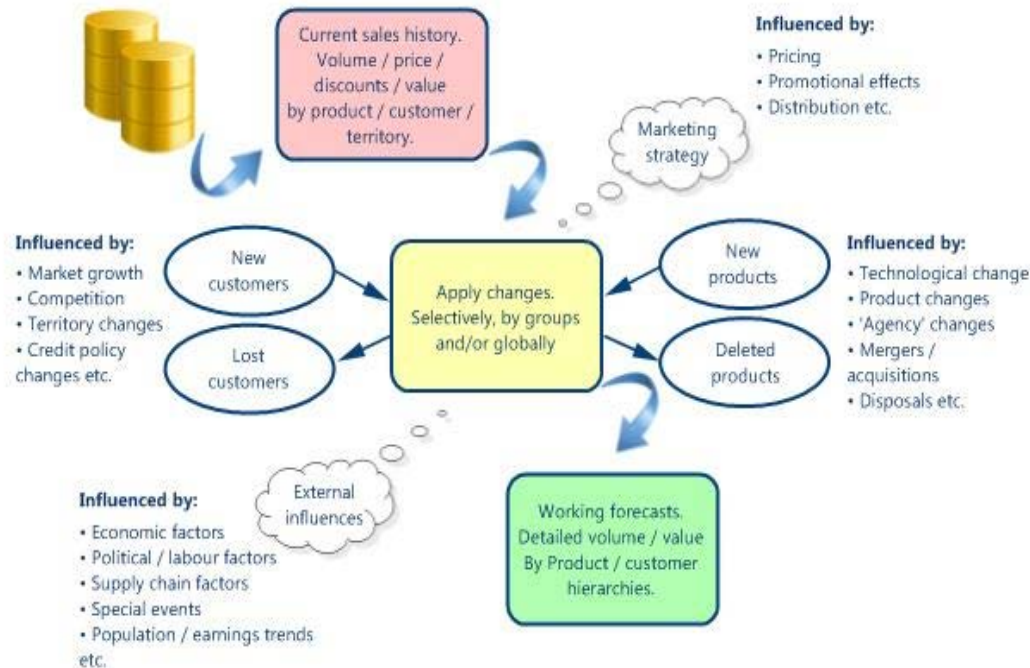 Current sales history.
Volume / price /
discounts / value
by product / customer /
territory.
Influenced by:
• Pricing
• Promotional effects
• Distribution etc.
Marketing
strategy
Influenced by:
• Market growth
• Competition
• Territory changes
• Credit policy
changes etc.
New
customers
Lost
customers
Apply changes.
Selectively, by groups
and/or globally
New
products
Deleted
products
Influenced by:
• Technological change
• Product changes
• 'Agency' changes
• Mergers /
acquisitions
• Disposals etc.
External
influences
Influenced by:
• Economic factors
• Political / labour factors
• Supply chain factors
• Special events
• Population / earnings trends
etc.
Working forecasts.
Detailed volume / value
By Product / customer
hierarchies.